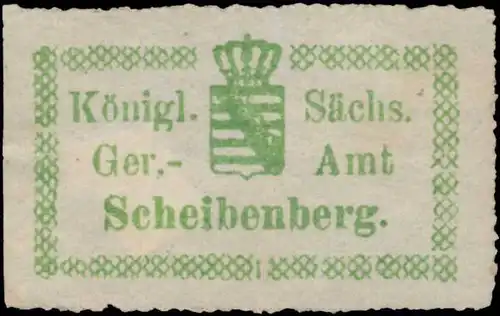 Königl. Sächs.
Ger.- Amt
Scheibenberg.